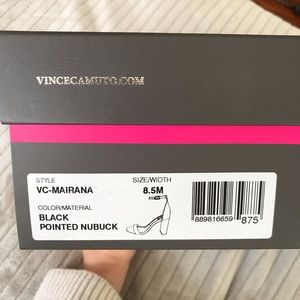 VINCECAMUTO.COM
STYLE
VC-MAIRANA
SIZE/WIDTH
8.5M
COLOR/MATERIAL
BLACK
POINTED NUBUCK
889816659 875